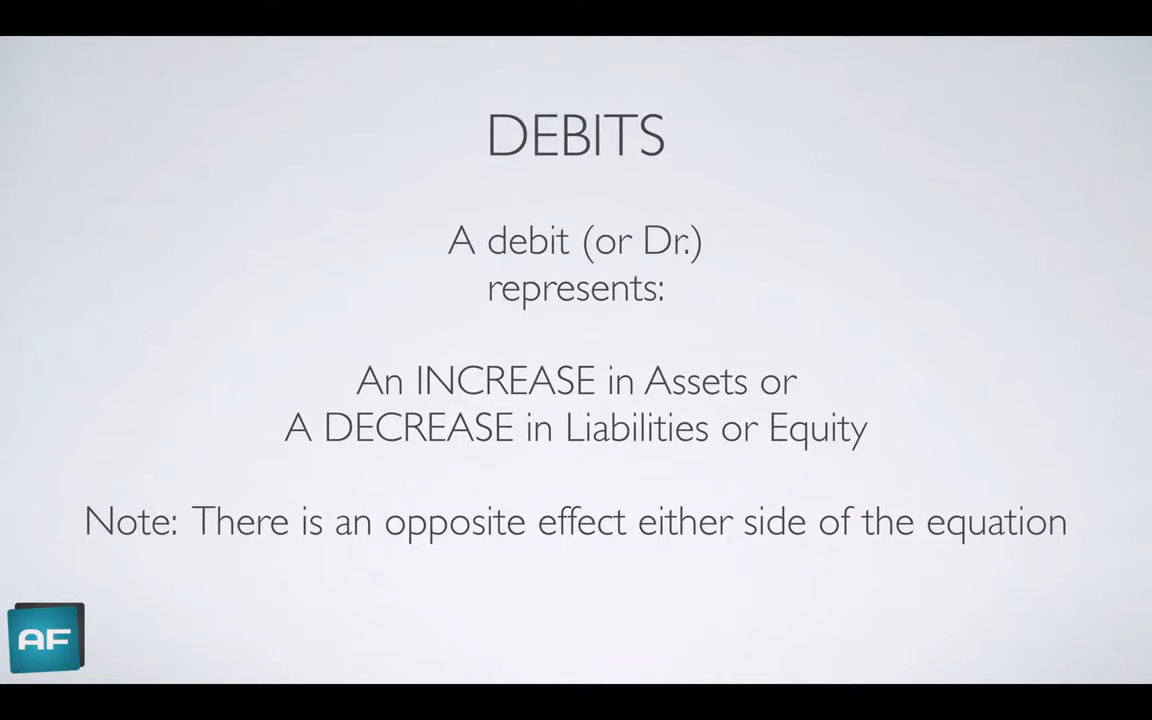 DEBITS
A debit (or Dr.)
represents:
An INCREASE in Assets or
A DECREASE in Liabilities or Equity
Note: There is an opposite effect either side of the equation
AF